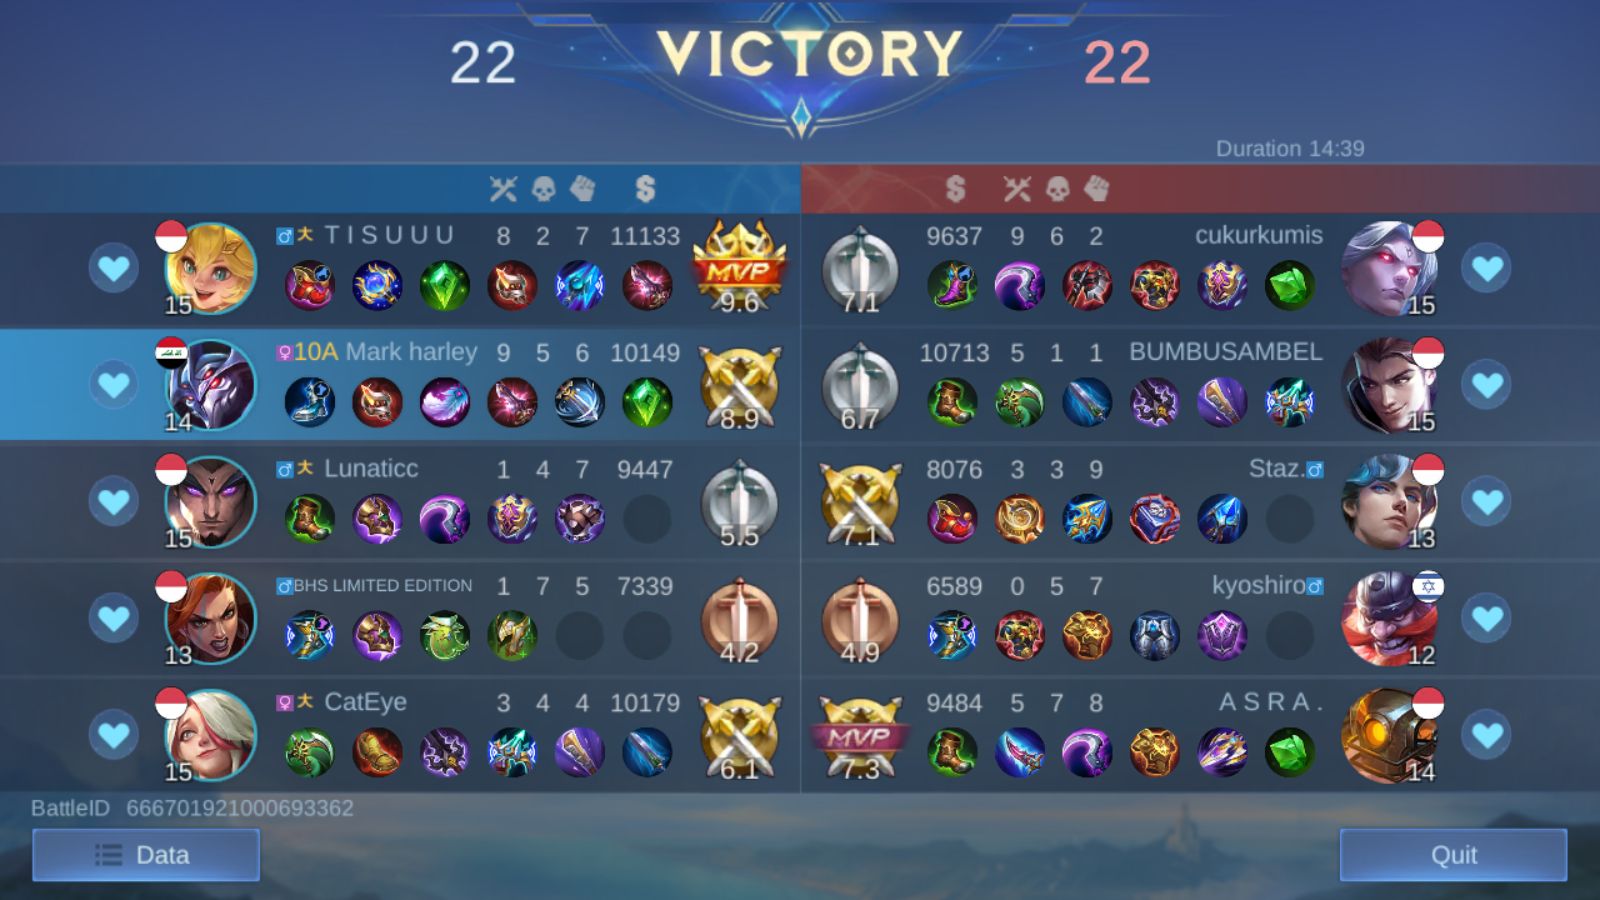 22 VICTORY 22
Duration 14:39
15 ♂大 T I S U U U 8 2 7 11133 MVP 9.6
7.1 9637 9 6 2 cukurkumis 15
14 ♀10A Mark harley 9 5 6 10149 8.9
6.7 10713 5 1 1 BUMBUSAMBEL 15
15 ♂大 Lunaticc 1 4 7 9447 5.5
7.1 8076 3 3 9 Staz.♂ 13
13 ♂BHS LIMITED EDITION 1 7 5 7339 4.2
4.9 6589 0 5 7 kyoshiro♂ 12
15 ♀大 CatEye 3 4 4 10179 6.1
MVP 7.3 9484 5 7 8 A S R A . 14
BattleID 666701921000693362
Data
Quit